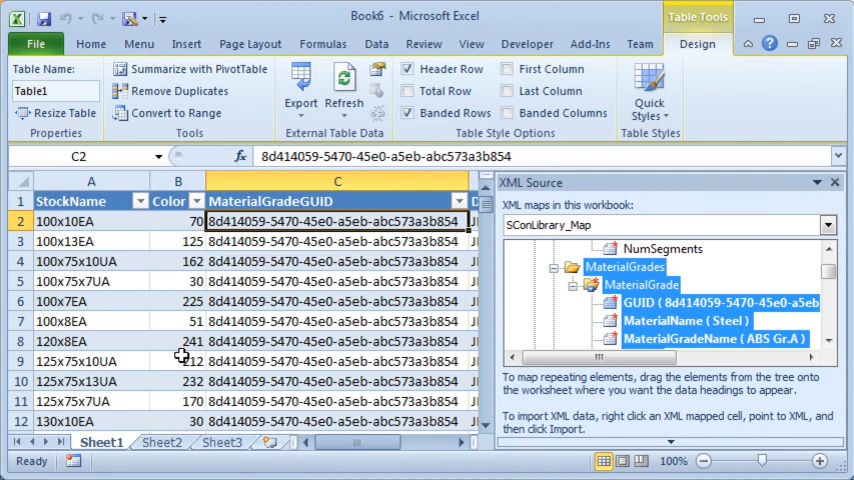 Book6 - Microsoft Excel
Table Tools
File Home Menu Insert Page Layout Formulas Data Review View Developer Add-Ins Team Design
Table Name:
Table1
Resize Table
Properties
Summarize with PivotTable
Remove Duplicates
Convert to Range
Tools
Export
Refresh
External Table Data
Header Row
Total Row
Banded Rows
First Column
Last Column
Banded Columns
Table Style Options
Quick
Styles
Table Styles
C2 fx 8d414059-5470-45e0-a5eb-abc573a3b854
A B C
1 StockName Color MaterialGradeGUID D
2 100x10EA 70 8d414059-5470-45e0-a5eb-abc573a3b854
3 100x13EA 125 8d414059-5470-45e0-a5eb-abc573a3b854
4 100x75x10UA 162 8d414059-5470-45e0-a5eb-abc573a3b854
5 100x75x7UA 30 8d414059-5470-45e0-a5eb-abc573a3b854
6 100x7EA 225 8d414059-5470-45e0-a5eb-abc573a3b854
7 100x8EA 51 8d414059-5470-45e0-a5eb-abc573a3b854
8 120x8EA 241 8d414059-5470-45e0-a5eb-abc573a3b854
9 125x75x10UA 212 8d414059-5470-45e0-a5eb-abc573a3b854
10 125x75x13UA 232 8d414059-5470-45e0-a5eb-abc573a3b854
11 125x75x7UA 170 8d414059-5470-45e0-a5eb-abc573a3b854
12 130x10EA 30 8d414059-5470-45e0-a5eb-abc573a3b854
Sheet1 Sheet2 Sheet3
XML Source
XML maps in this workbook:
SConLibrary_Map
NumSegments
MaterialGrades
MaterialGrade
GUID ( 8d414059-5470-45e0-a5eb
MaterialName ( Steel )
MaterialGradeName ( ABS Gr.A )
To map repeating elements, drag the elements from the tree onto
the worksheet where you want the data headings to appear.
To import XML data, right click an XML mapped cell, point to XML, and
then click Import.
Ready
100%